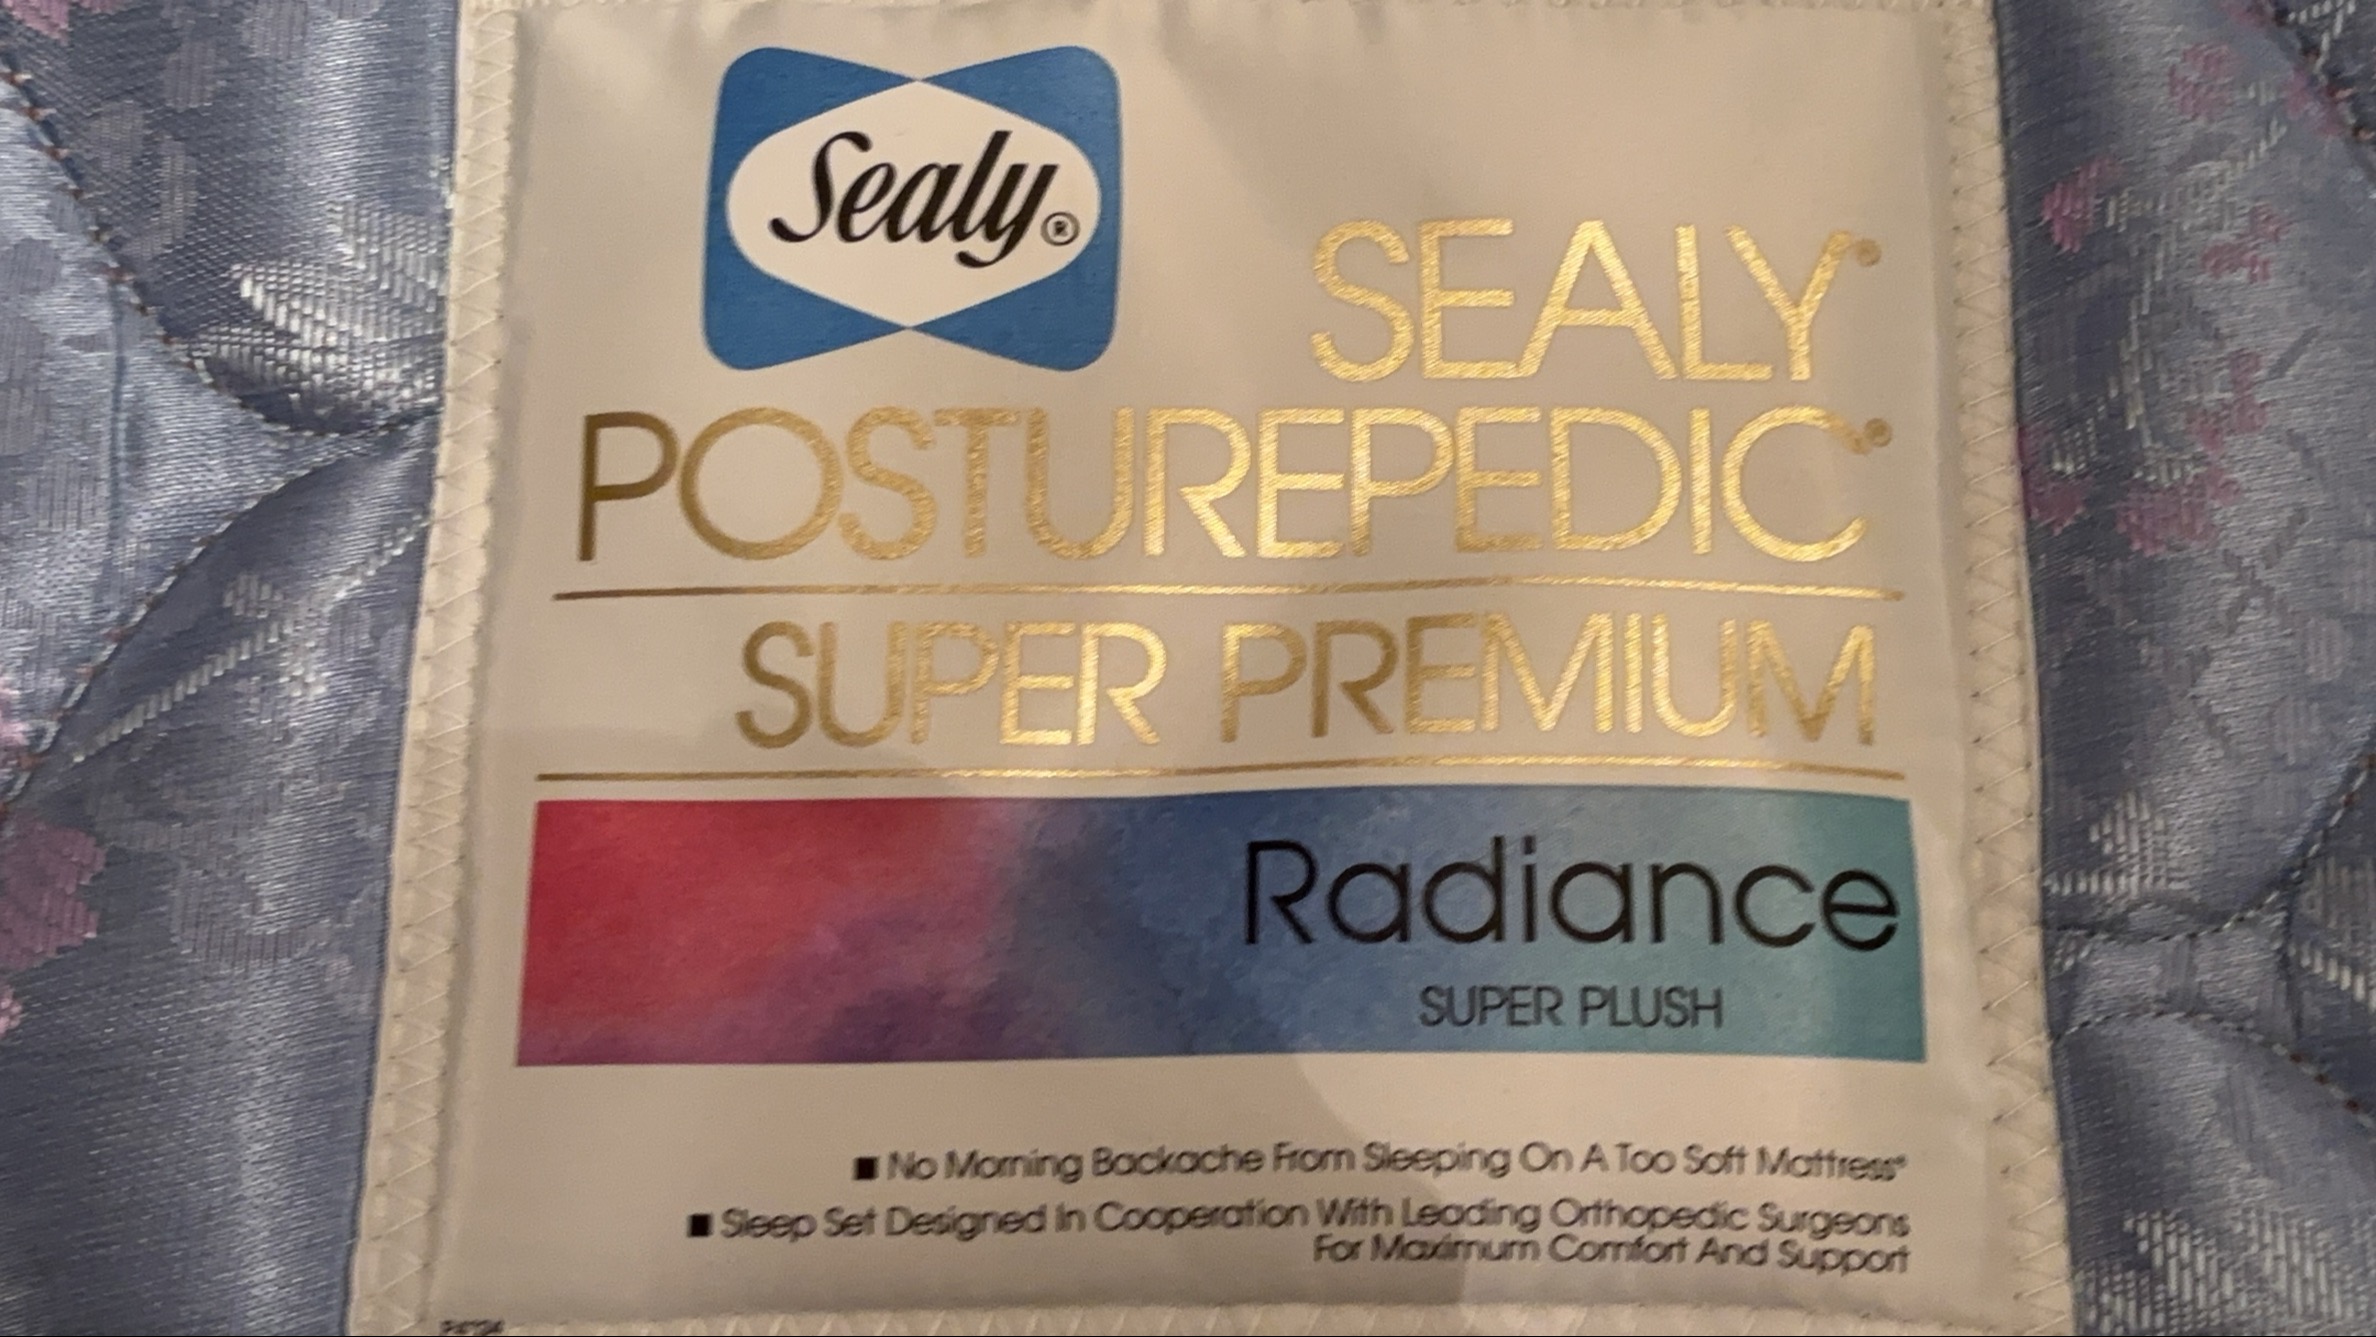 Sealy®
SEALY®
POSTUREPEDIC®
SUPER PREMIUM
Radiance
SUPER PLUSH
■ No Morning Backache From Sleeping On A Too Soft Mattress®
■ Sleep Set Designed In Cooperation With Leading Orthopedic Surgeons
For Maximum Comfort And Support